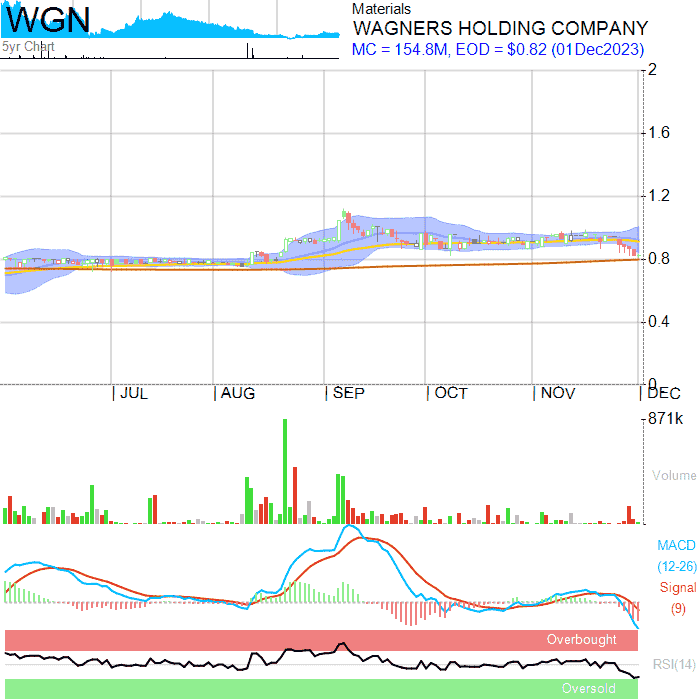 WGN
5yr Chart
Materials
WAGNERS HOLDING COMPANY
MC = 154.8M, EOD = $0.82 (01Dec2023)
2
1.6
1.2
0.8
0.4
0
JUL
AUG
SEP
OCT
NOV
DEC
871k
Volume
MACD
(12-26)
Signal
(9)
Overbought
RSI(14)
Oversold